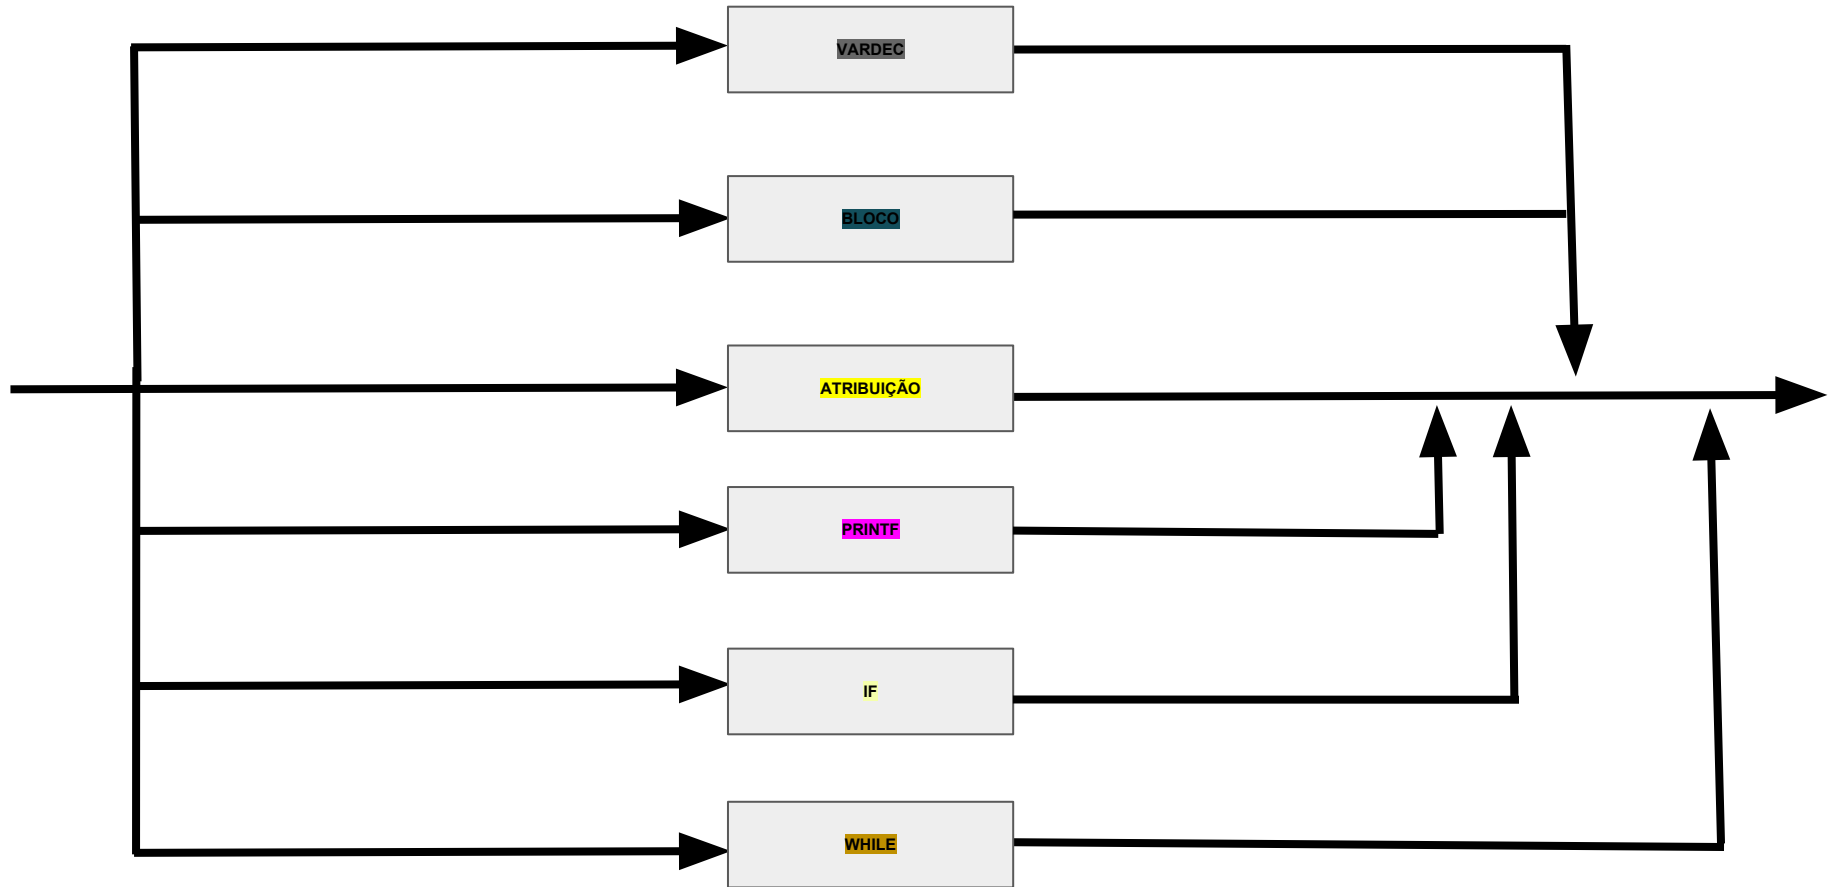 VARDEC
BLOCO
ATRIBUIÇÃO
PRINTF
IF
WHILE